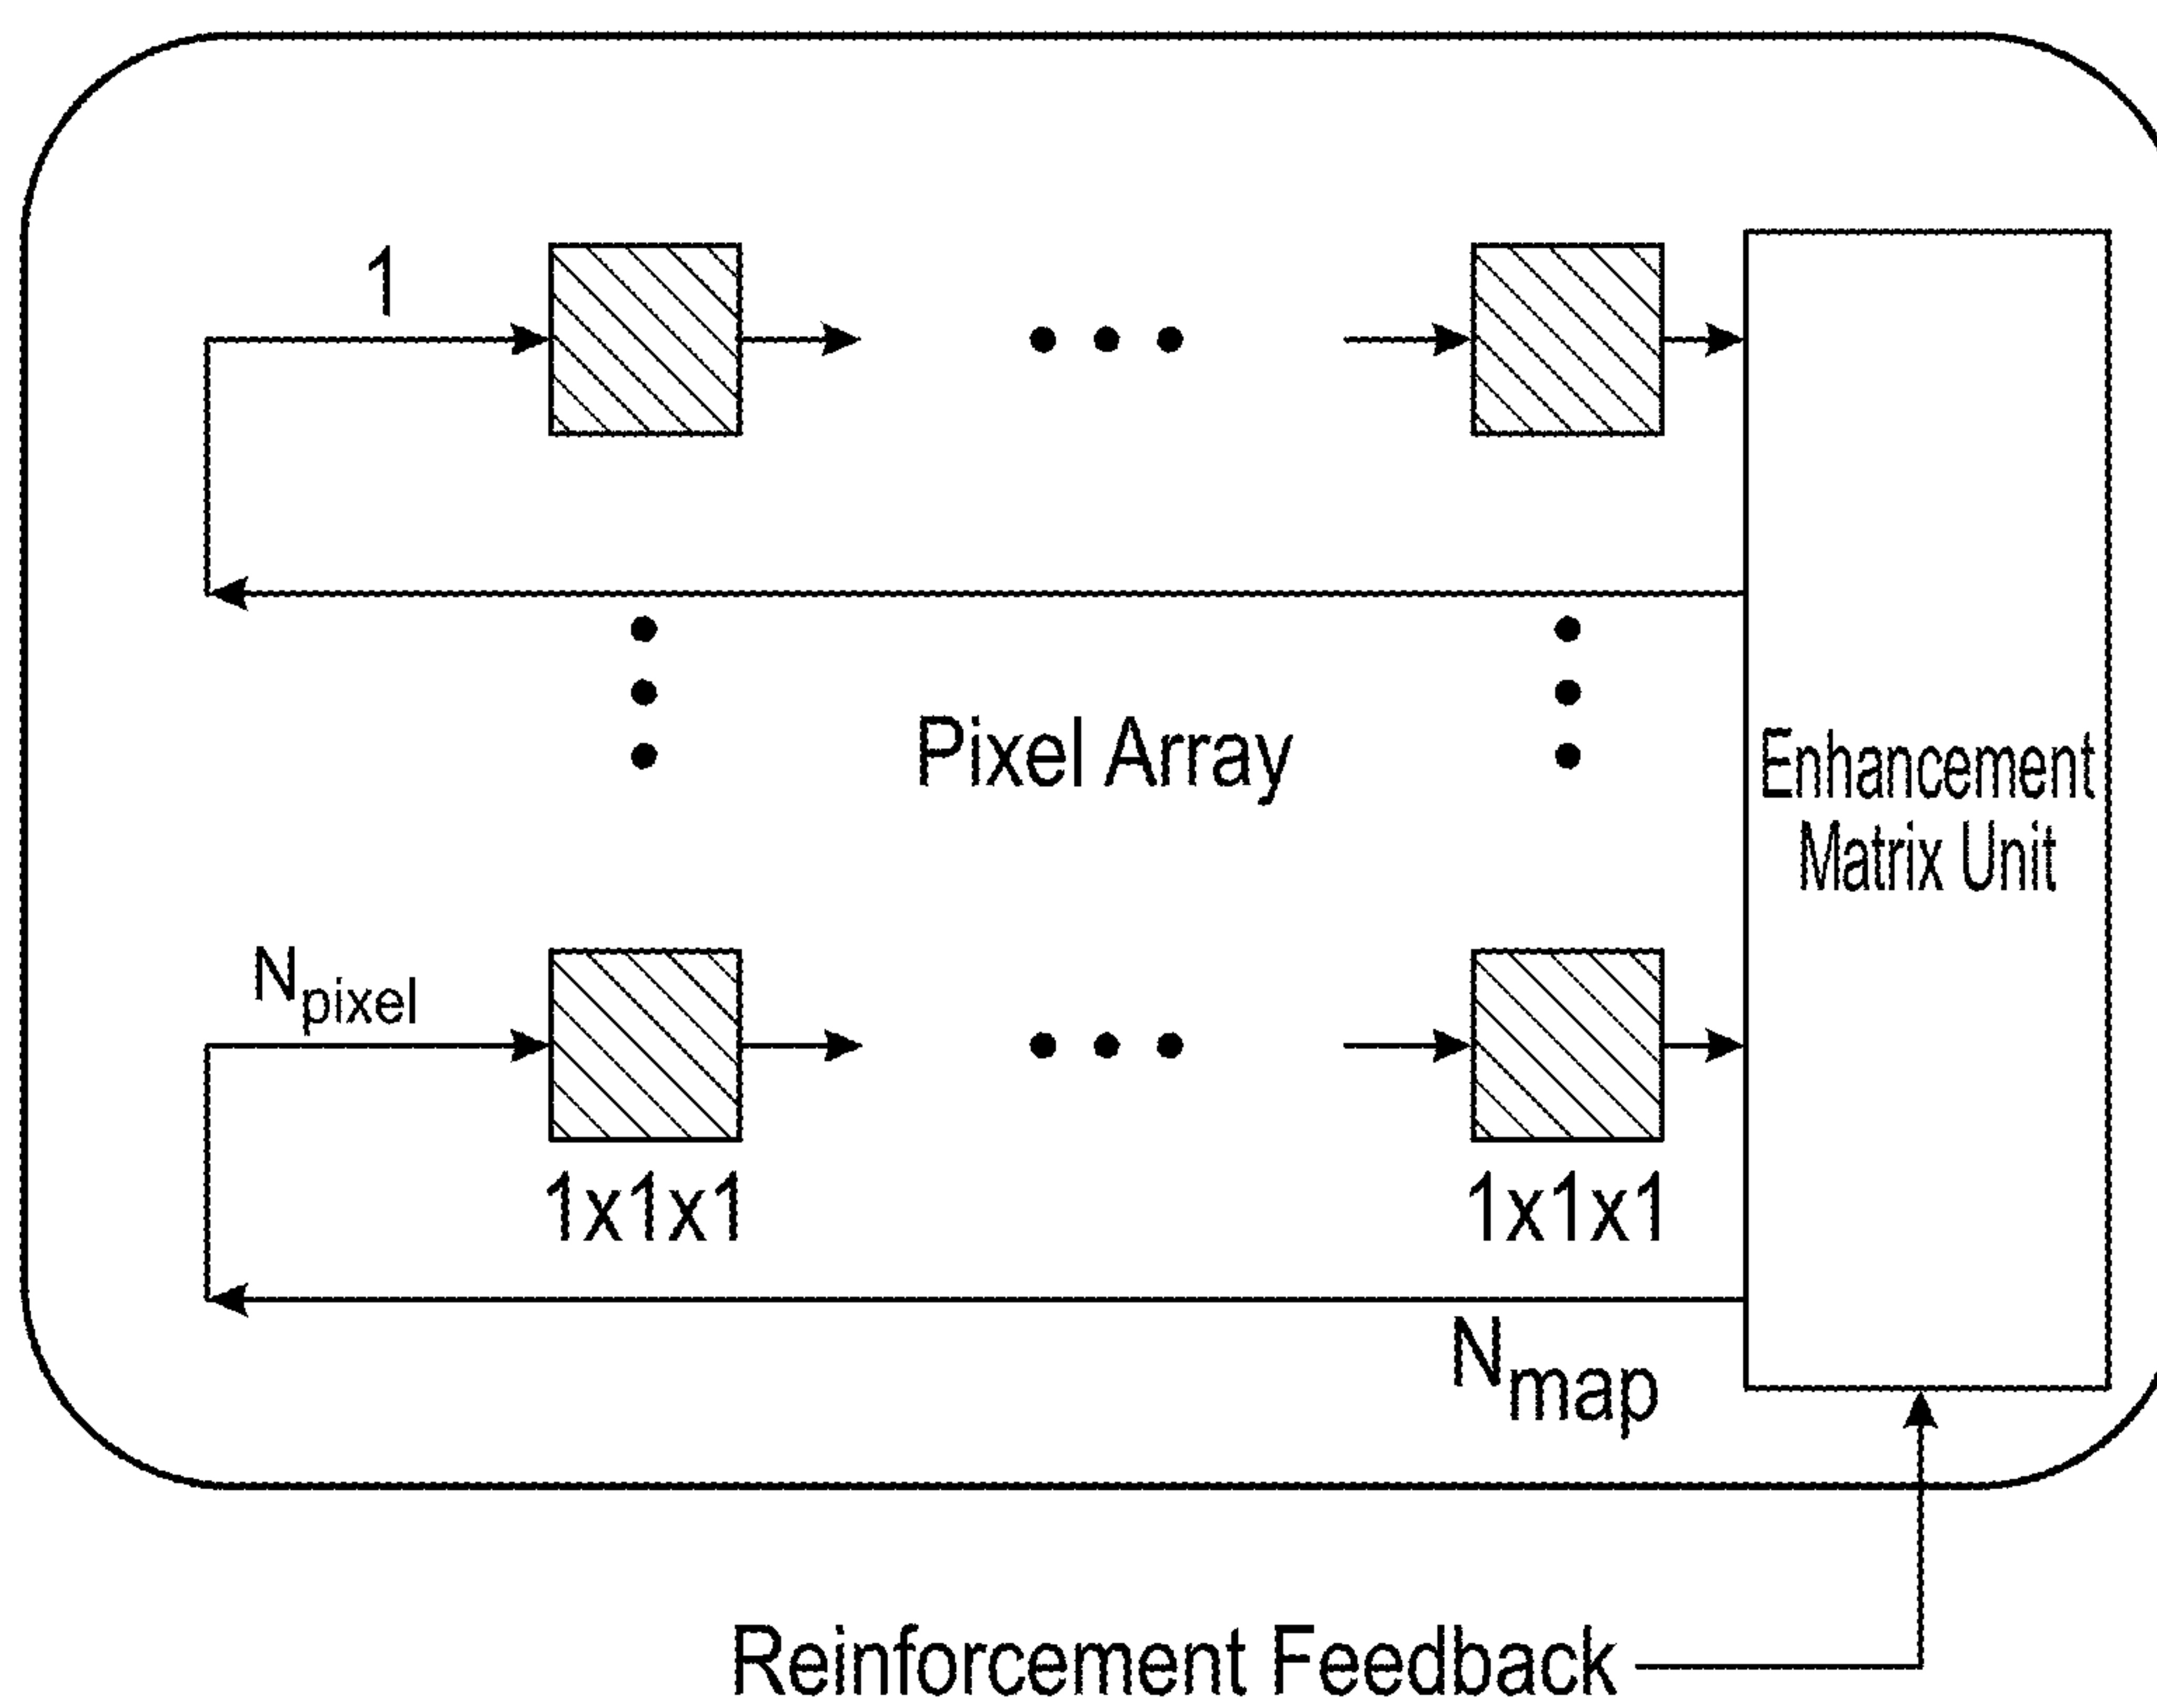 1
Pixel Array
Enhancement
Matrix Unit
Npixel
1x1x1
1x1x1
Nmap
Reinforcement Feedback